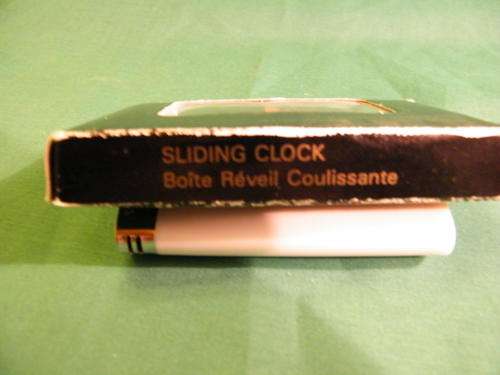 SLIDING CLOCK
Boîte Réveil Coulissante